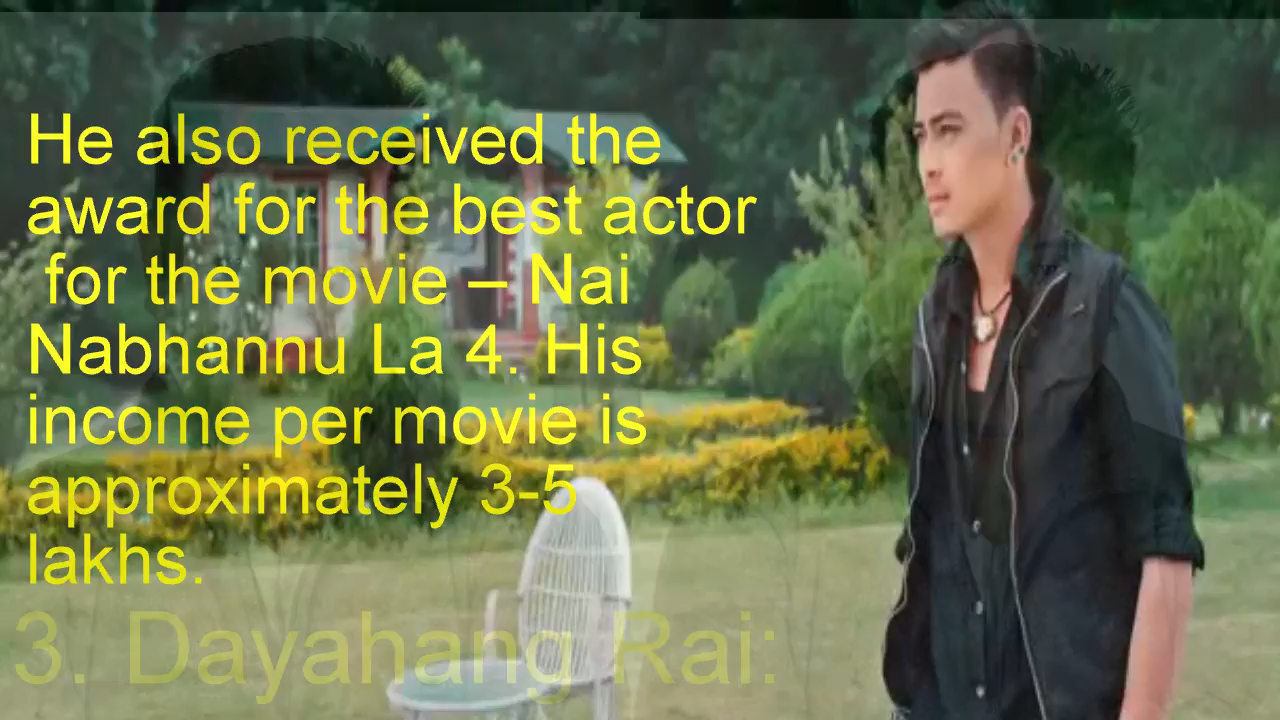 He also received the
award for the best actor
for the movie – Nai
Nabhannu La 4. His
income per movie is
approximately 3-5
lakhs.
3. Dayahang Rai: